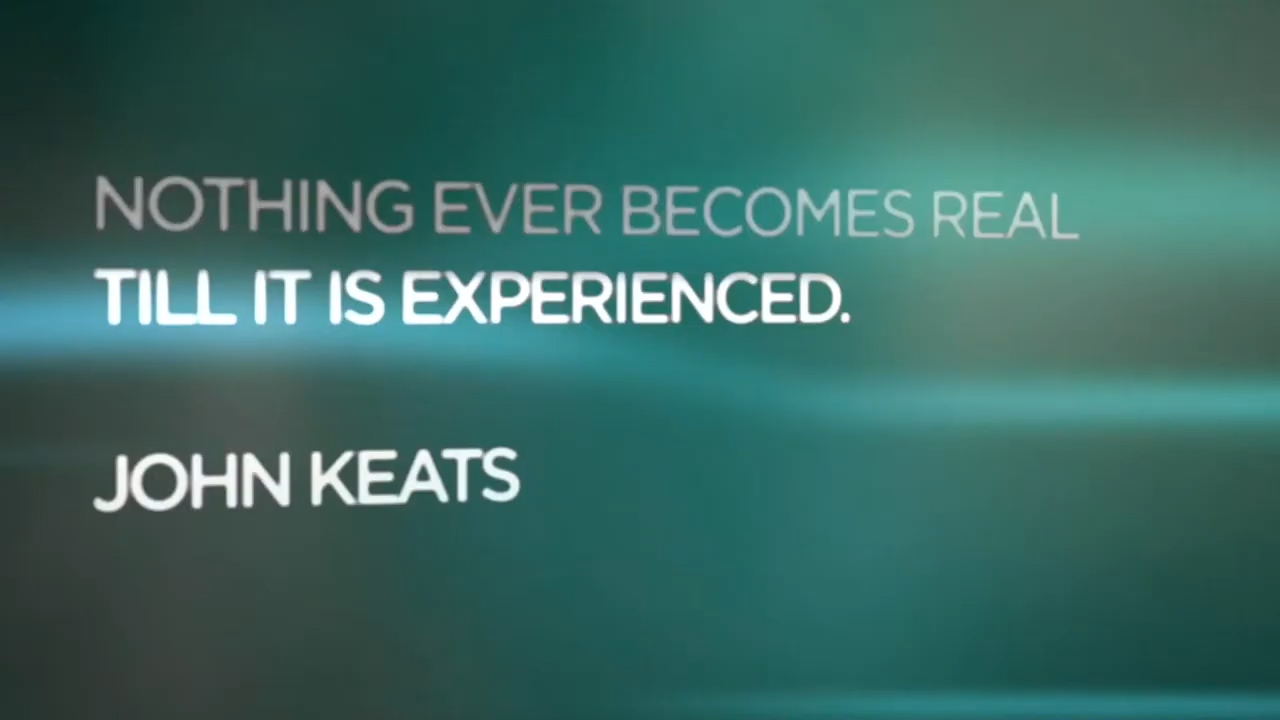 NOTHING EVER BECOMES REAL
TILL IT IS EXPERIENCED.
JOHN KEATS